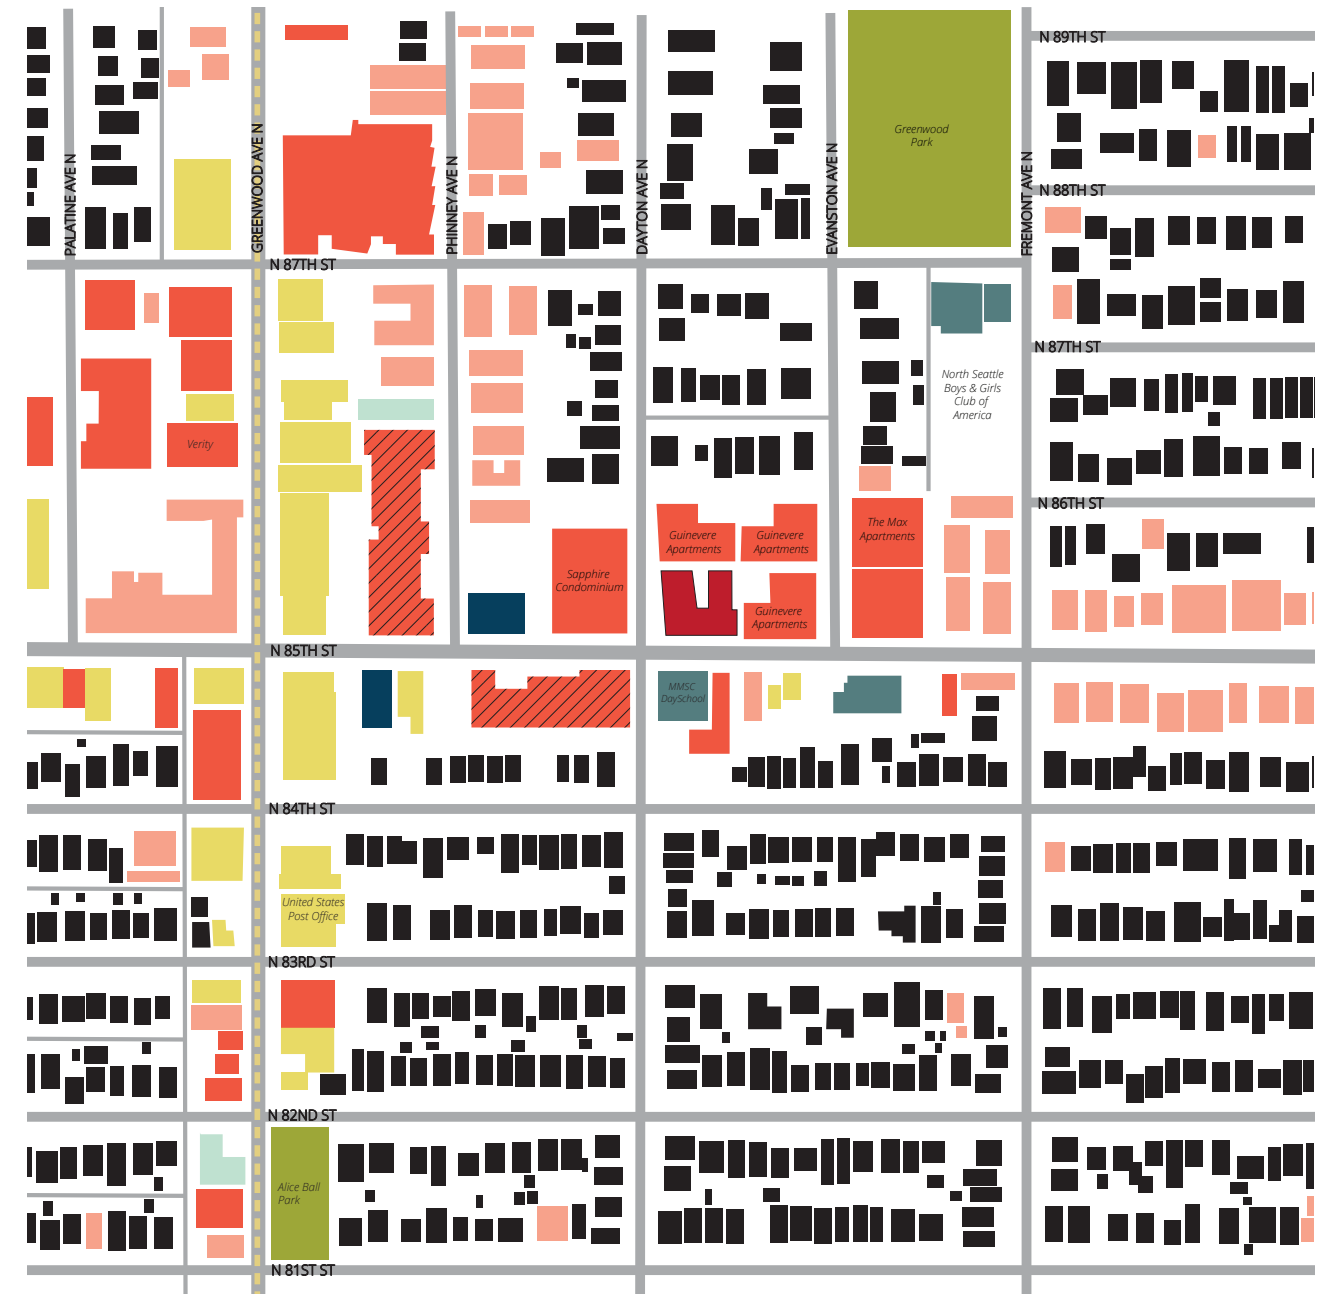 N 89TH ST
Greenwood
Park
PALATINE AVE N
GREENWOOD AVE N
PHINNEY AVE N
DAYTON AVE N
EVANSTON AVE N
FREMONT AVE N
N 88TH ST
N 87TH ST
N 87TH ST
North Seattle
Boys & Girls
Club of
America
Verity
N 86TH ST
The Max
Apartments
Guinevere
Apartments
Guinevere
Apartments
Sapphire
Condominium
Guinevere
Apartments
N 85TH ST
MMSC
DaySchool
N 84TH ST
United States
Post Office
N 83RD ST
N 82ND ST
Alice Ball
Park
N 81ST ST